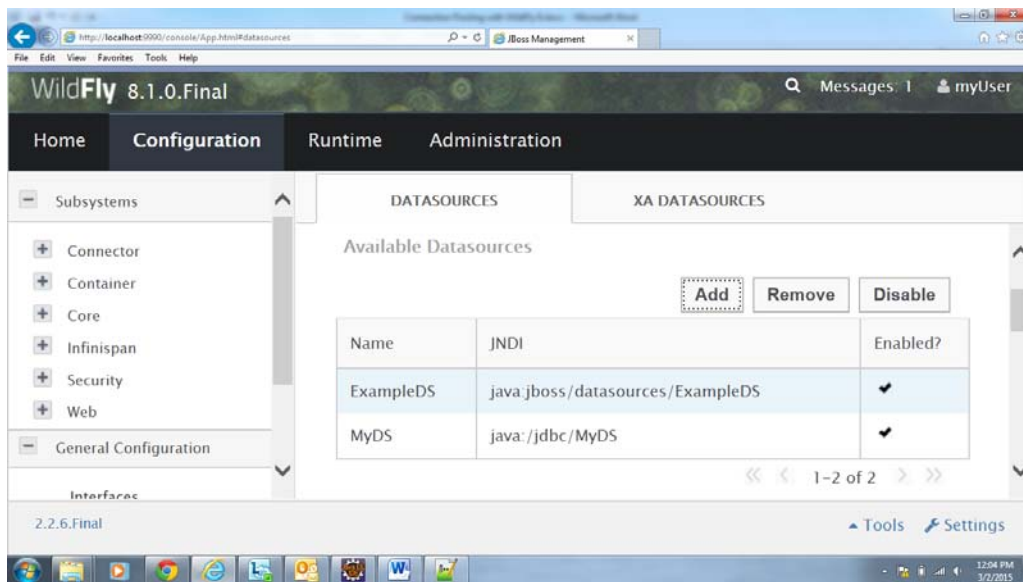 http://localhost:9990/console/App.html#datasources
JBoss Management
File Edit View Favorites Tools Help
WildFly 8.1.0.Final
Messages: 1
myUser
Home
Configuration
Runtime
Administration
Subsystems
Connector
Container
Core
Infinispan
Security
Web
General Configuration
Interfaces
DATASOURCES
XA DATASOURCES
Available Datasources
Add
Remove
Disable
Name JNDI Enabled?
ExampleDS java:jboss/datasources/ExampleDS
MyDS java:/jdbc/MyDS
1-2 of 2
2.2.6.Final
Tools
Settings
12:04 PM
3/2/2015